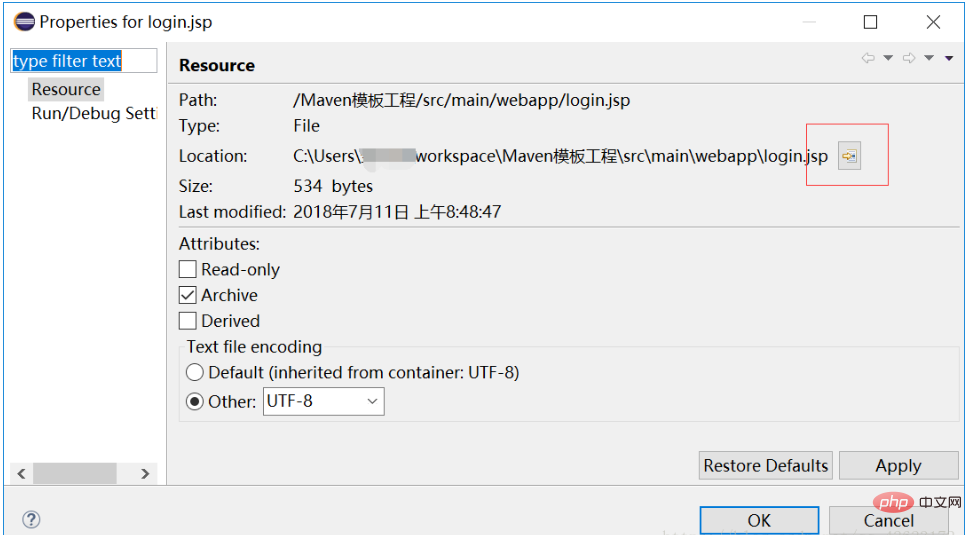 Properties for login.jsp
type filter text
Resource
Run/Debug Setti
Resource
Path: /Maven模板工程/src/main/webapp/login.jsp
Type: File
Location: C:\Users\ workspace\Maven模板工程\src\main\webapp\login.jsp
Size: 534 bytes
Last modified: 2018年7月11日 上午8:48:47
Attributes:
Read-only
Archive
Derived
Text file encoding
Default (inherited from container: UTF-8)
Other: UTF-8
Restore Defaults Apply
php 中文网
OK Cancel